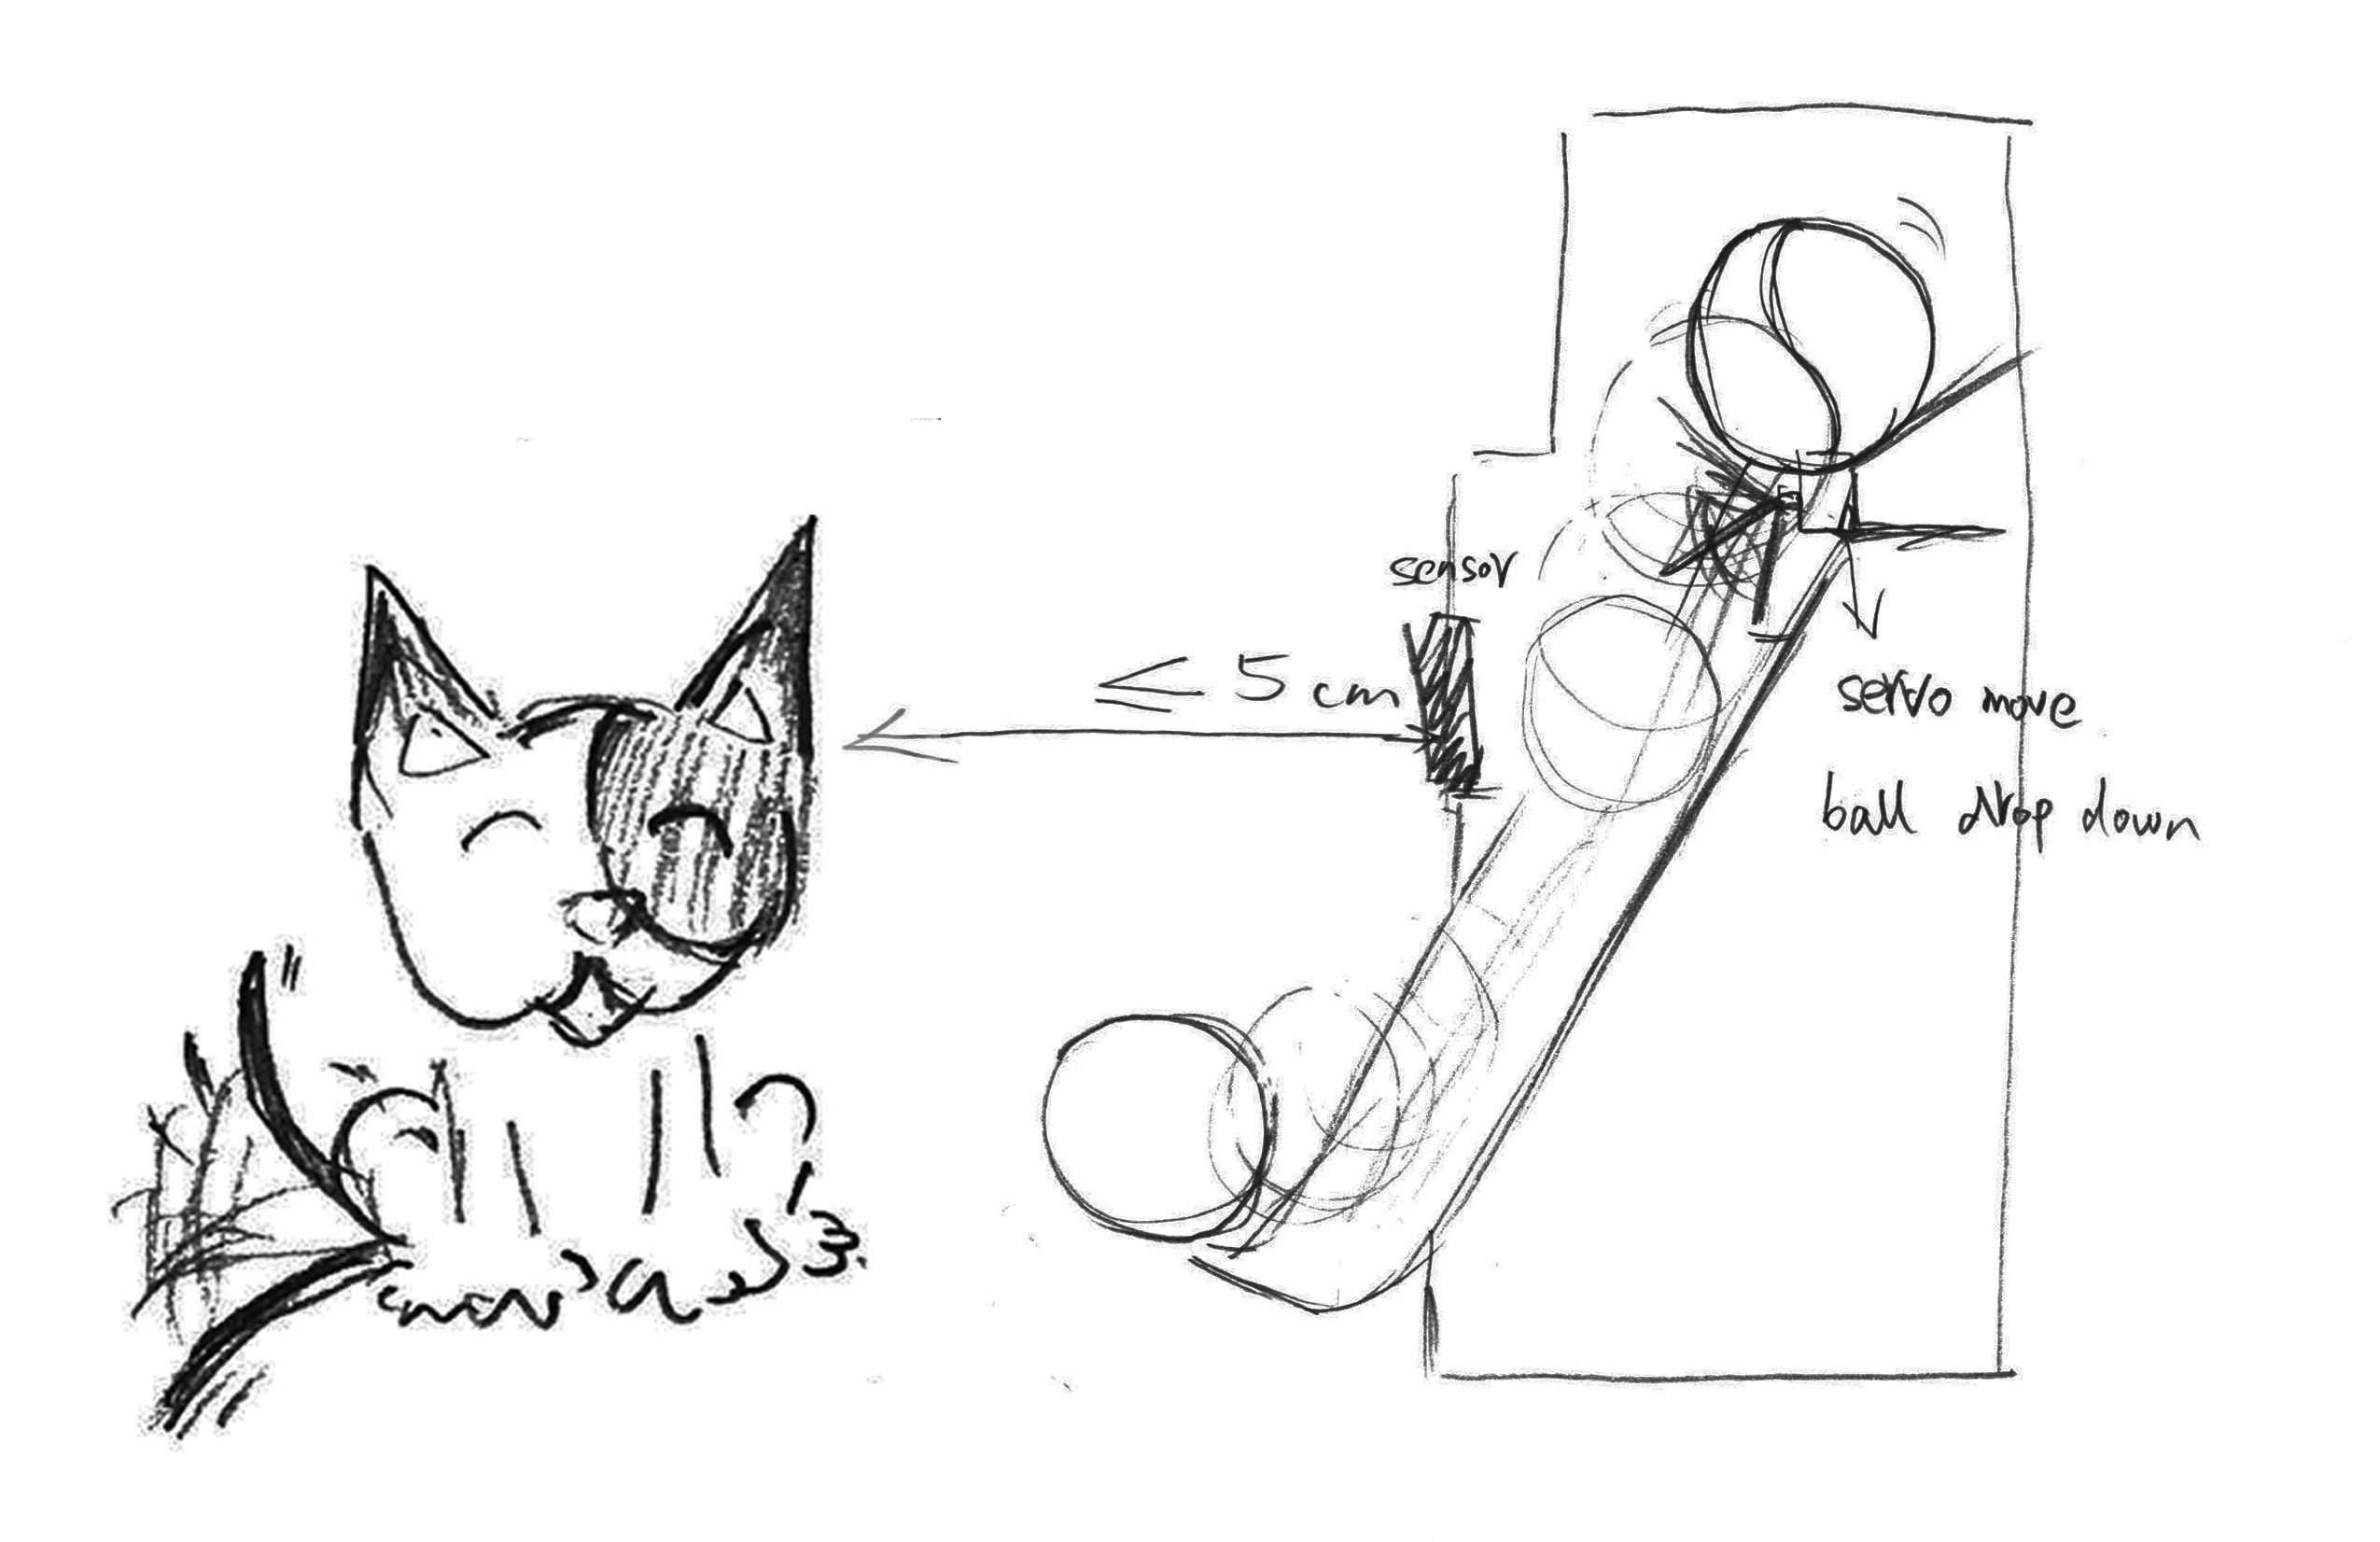 sensor
≤ 5 cm
servo move
ball drop down